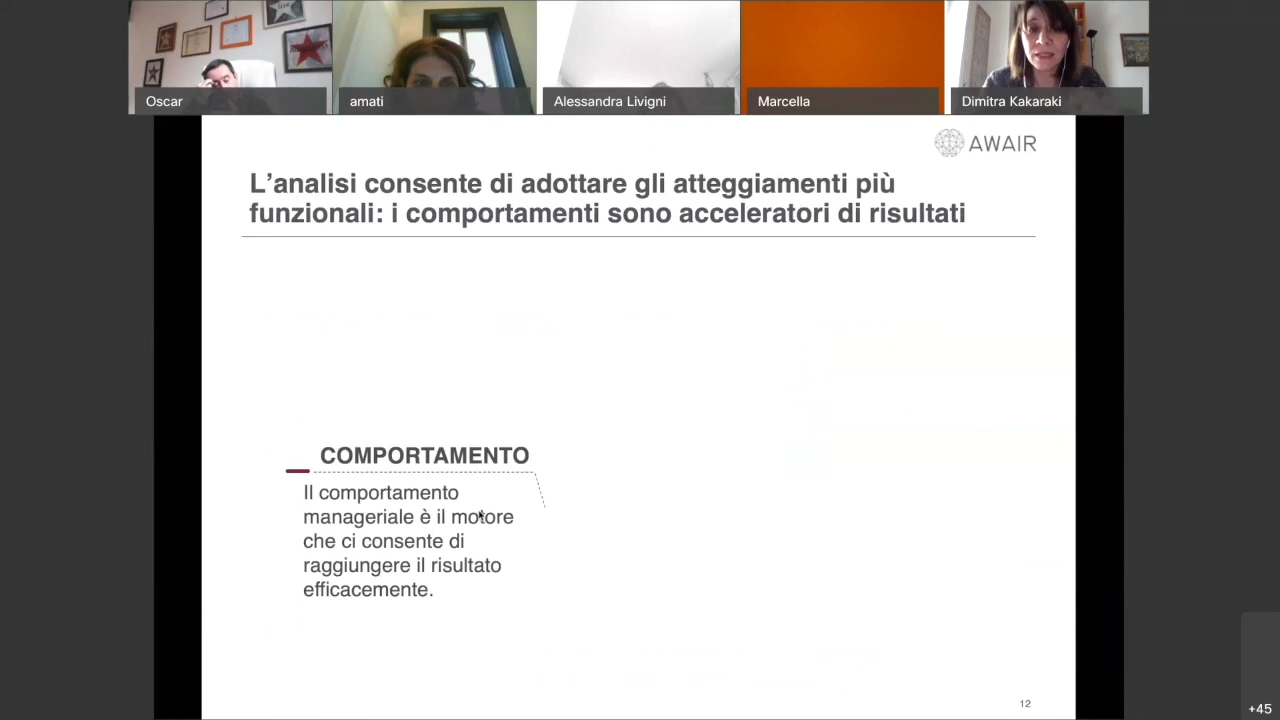 Oscar
amati
Alessandra Livigni
Marcella
Dimitra Kakaraki
AWAIR
L’analisi consente di adottare gli atteggiamenti più
funzionali: i comportamenti sono acceleratori di risultati
COMPORTAMENTO
Il comportamento
manageriale è il motore
che ci consente di
raggiungere il risultato
efficacemente.
12
+45